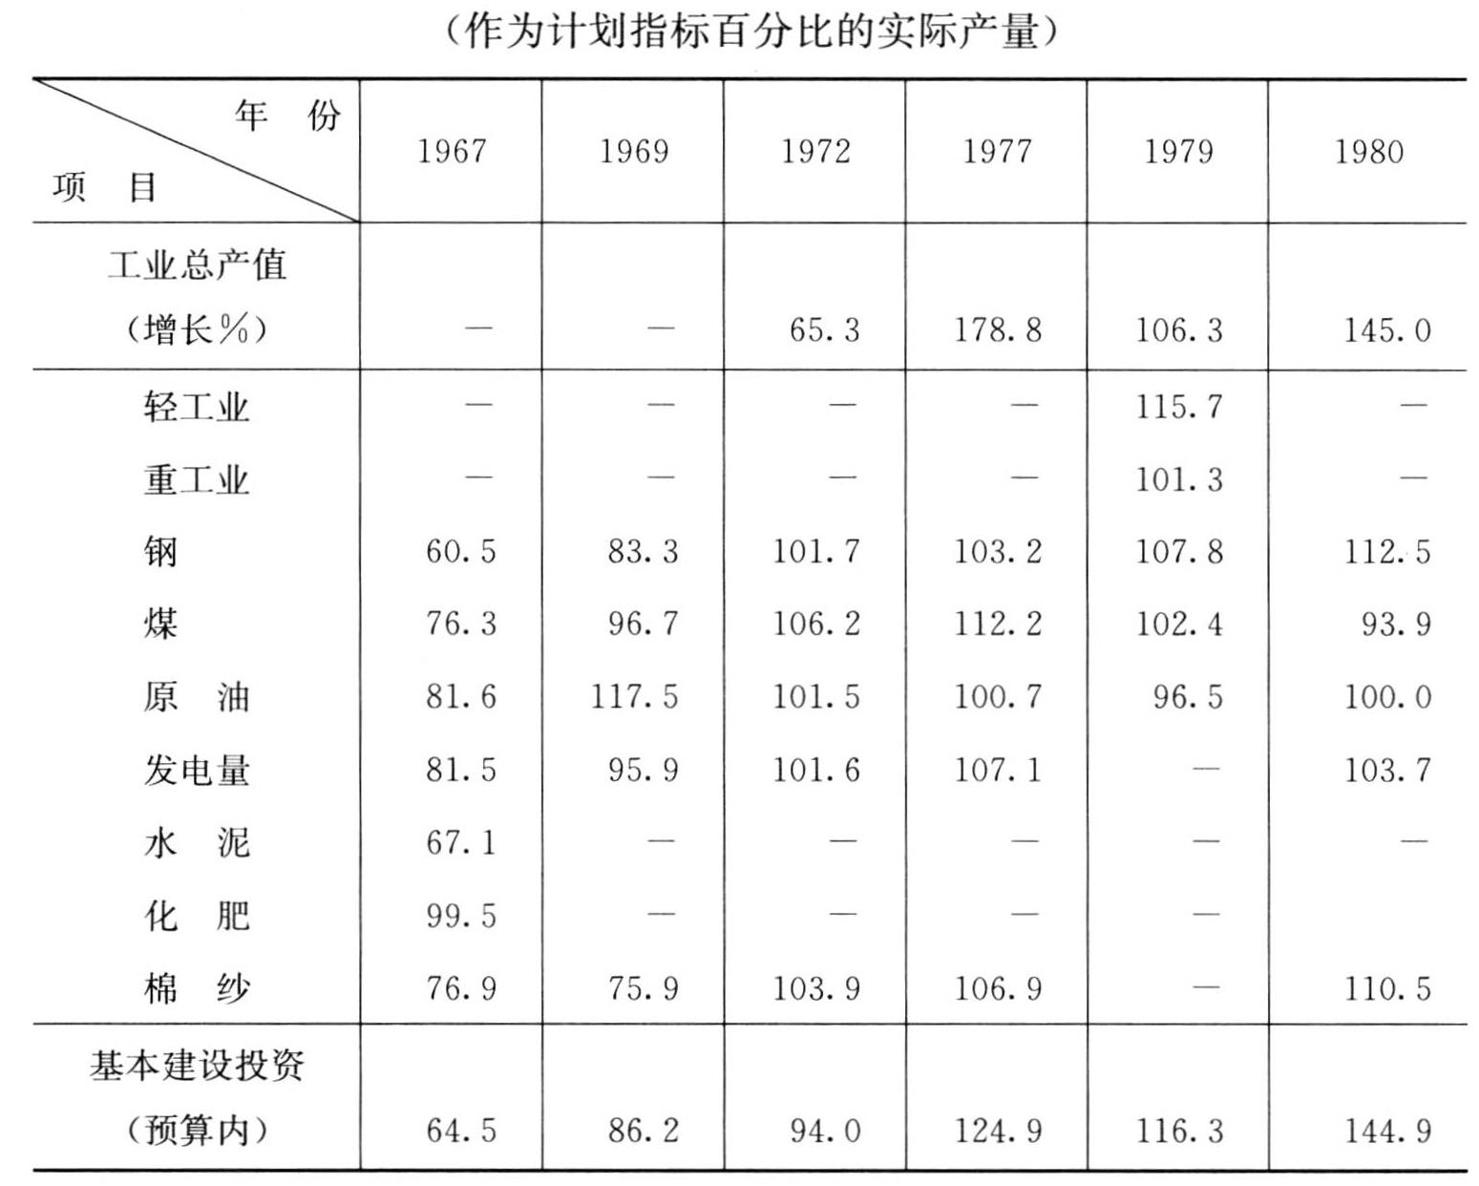 （作为计划指标百分比的实际产量）
年 份 1967 1969 1972 1977 1979 1980
项 目
工业总产值
（增长％） — — 65.3 178.8 106.3 145.0
轻工业 — — — — 115.7 —
重工业 — — — — 101.3 —
钢 60.5 83.3 101.7 103.2 107.8 112.5
煤 76.3 96.7 106.2 112.2 102.4 93.9
原 油 81.6 117.5 101.5 100.7 96.5 100.0
发电量 81.5 95.9 101.6 107.1 — 103.7
水 泥 67.1 — — — — —
化 肥 99.5 — — — —
棉 纱 76.9 75.9 103.9 106.9 — 110.5
基本建设投资
（预算内） 64.5 86.2 94.0 124.9 116.3 144.9